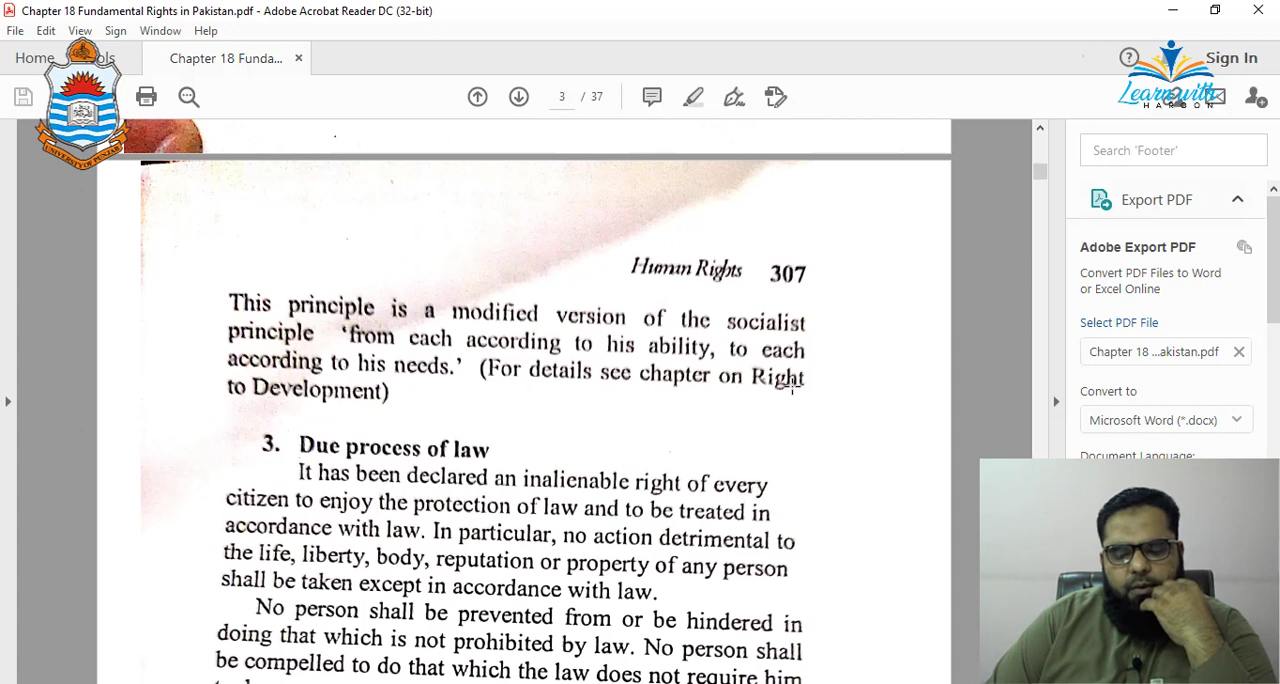 Chapter 18 Fundamental Rights in Pakistan.pdf - Adobe Acrobat Reader DC (32-bit)
File Edit View Sign Window Help
Home
Chapter 18 Funda... ×
Sign In
3 / 37
Learn with
HAROON
UNIVERSITY OF PUNJAB
Search 'Footer'
Export PDF
Adobe Export PDF
Convert PDF Files to Word
or Excel Online
Select PDF File
Chapter 18 ...akistan.pdf
Convert to
Microsoft Word (*.docx)
Document Language:
Human Rights 307
This principle is a modified version of the socialist
principle 'from each according to his ability, to each
according to his needs.' (For details see chapter on Right
to Development)
3. Due process of law
It has been declared an inalienable right of every
citizen to enjoy the protection of law and to be treated in
accordance with law. In particular, no action detrimental to
the life, liberty, body, reputation or property of any person
shall be taken except in accordance with law.
No person shall be prevented from or be hindered in
doing that which is not prohibited by law. No person shall
be compelled to do that which the law does not require him